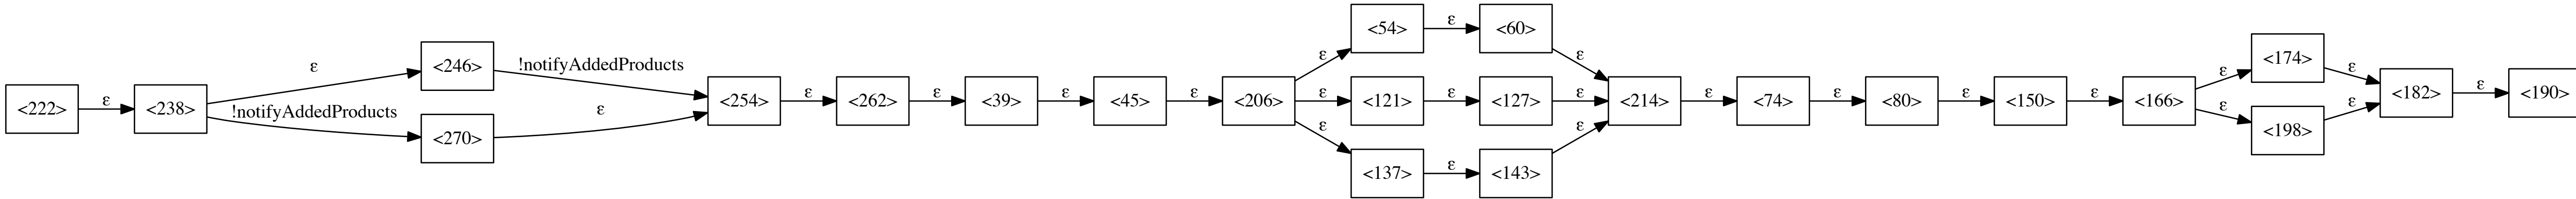 <222>
ε
<238>
ε
!notifyAddedProducts
<246>
<270>
!notifyAddedProducts
ε
<254>
ε
<262>
ε
<39>
ε
<45>
ε
<206>
ε
ε
ε
<54>
ε
<60>
ε
<121>
ε
<127>
ε
<137>
ε
<143>
ε
<214>
ε
<74>
ε
<80>
ε
<150>
ε
<166>
ε
ε
<174>
<198>
ε
ε
<182>
ε
<190>